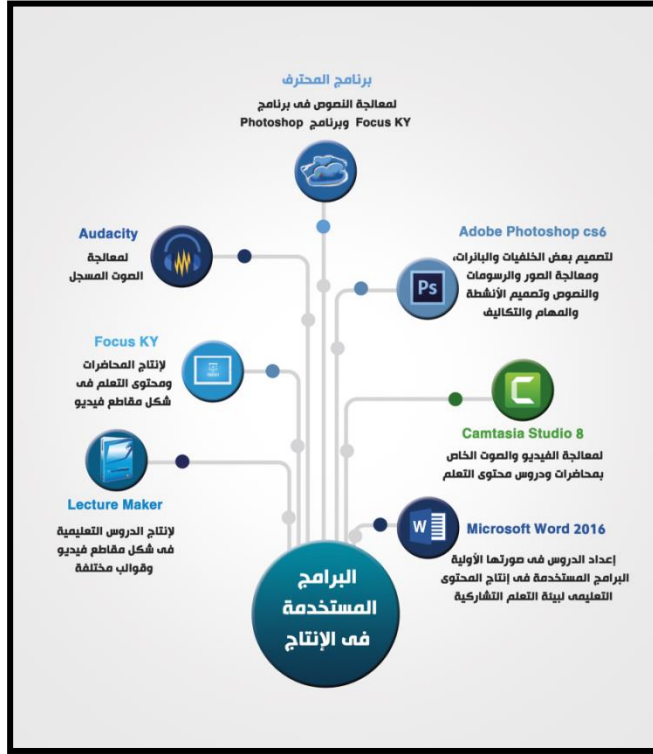 برنامج المحترف
لمعالجة النصوص فى برنامج
Focus KY وبرنامج Photoshop
Adobe Photoshop cs6
لتصميم بعض الخلفيات والبانرات،
ومعالجة الصور والرسومات
والنصوص وتصميم الأنشطة
والمهام والتكاليف
Ps
Audacity
لمعالجة
الصوت المسجل
Focus KY
لإنتاج المحاضرات
ومحتوى التعلم فى
شكل مقاطع فيديو
Camtasia Studio 8
لمعالجة الفيديو والصوت الخاص
بمحاضرات ودروس محتوى التعلم
Lecture Maker
لإنتاج الدروس التعليمية
فى شكل مقاطع فيديو
وقوالب مختلفة
W
Microsoft Word 2016
إعداد الدروس فى صورتها الأولية
البرامج المستخدمة فى إنتاج المحتوى
التعليمى لبيئة التعلم التشاركية
البرامج
المستخدمة
فى الإنتاج